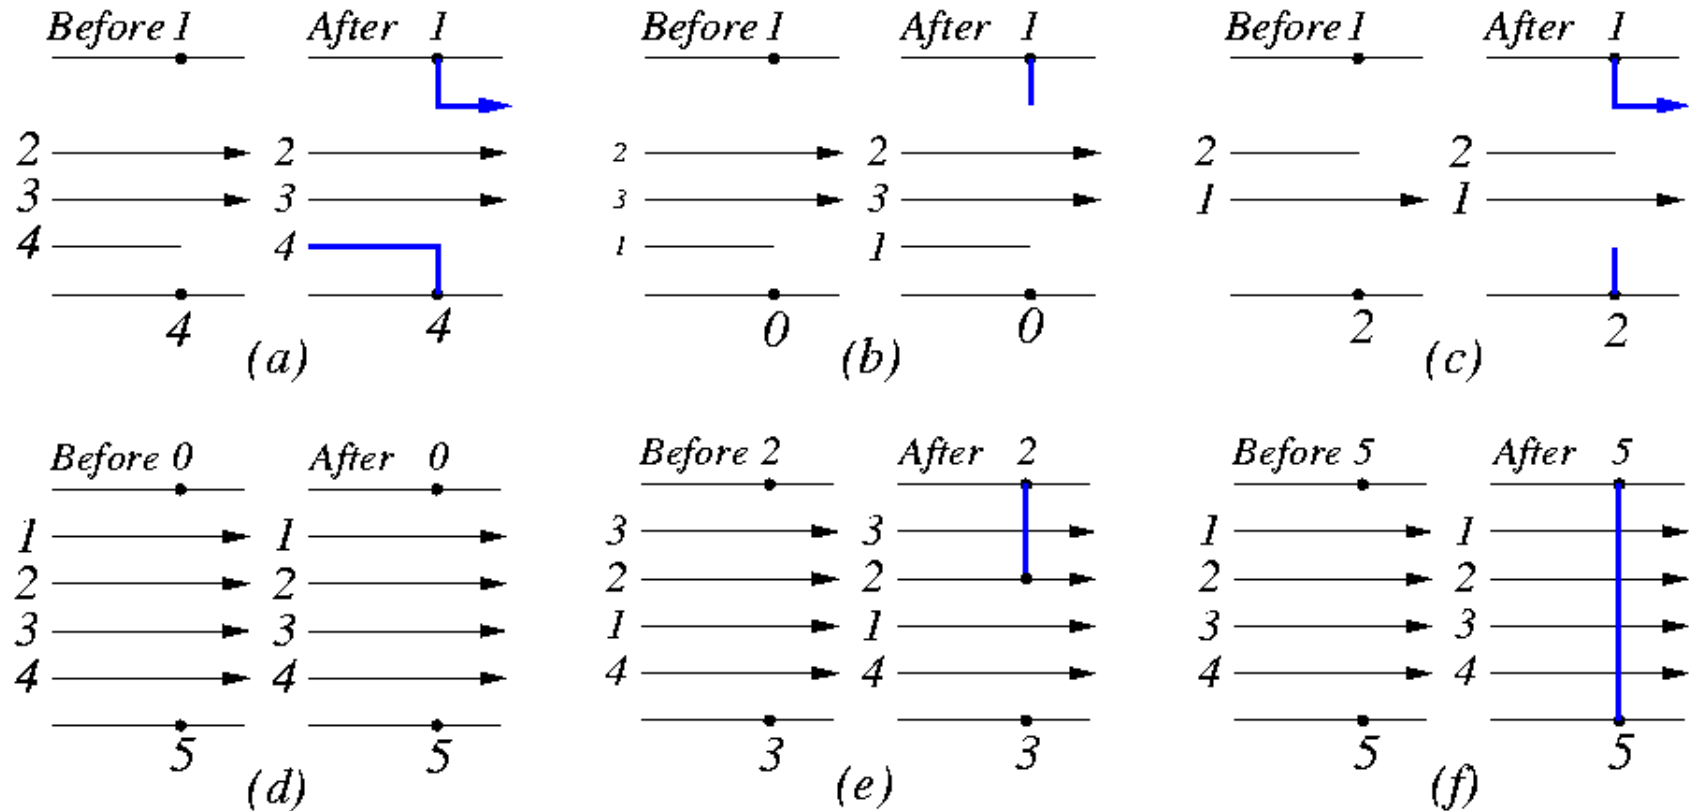 Before 1 After 1
2 2
3 3
4 4
4 4
(a)
Before 1 After 1
2 2
3 3
1 1
0 0
(b)
Before 1 After 1
2 2
1 1
2 2
(c)
Before 0 After 0
1 1
2 2
3 3
4 4
5 5
(d)
Before 2 After 2
3 3
2 2
1 1
4 4
3 3
(e)
Before 5 After 5
1 1
2 2
3 3
4 4
5 5
(f)